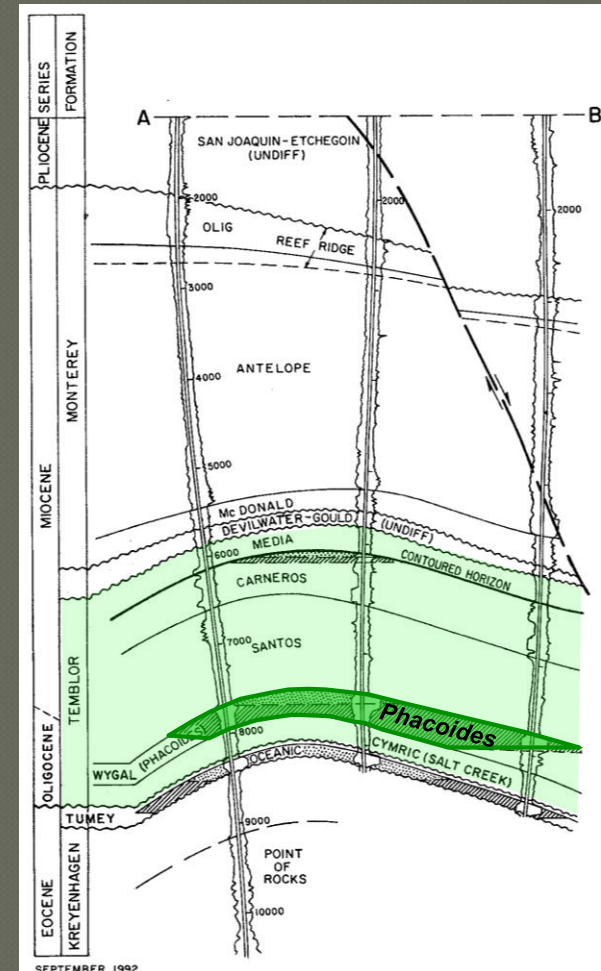 SERIES
FORMATION
PLIOCENE
MIOCENE
OLIGOCENE
EOCENE
MONTEREY
TEMBLOR
TUMEY
KREYENHAGEN
A
B
SAN JOAQUIN-ETCHEGOIN
(UNDIFF)
2000
2000
2000
OLIG
REEF RIDGE
3000
ANTELOPE
4000
5000
McDONALD
DEVILWATER-GOULD (UNDIFF)
MEDIA
6000
CONTOURED HORIZON
CARNEROS
7000
SANTOS
Phacoides
8000
WYGAL (PHACOIDES)
OCEANIC
CYMRIC (SALT CREEK)
9000
POINT
OF
ROCKS
10000
SEPTEMBER 1992